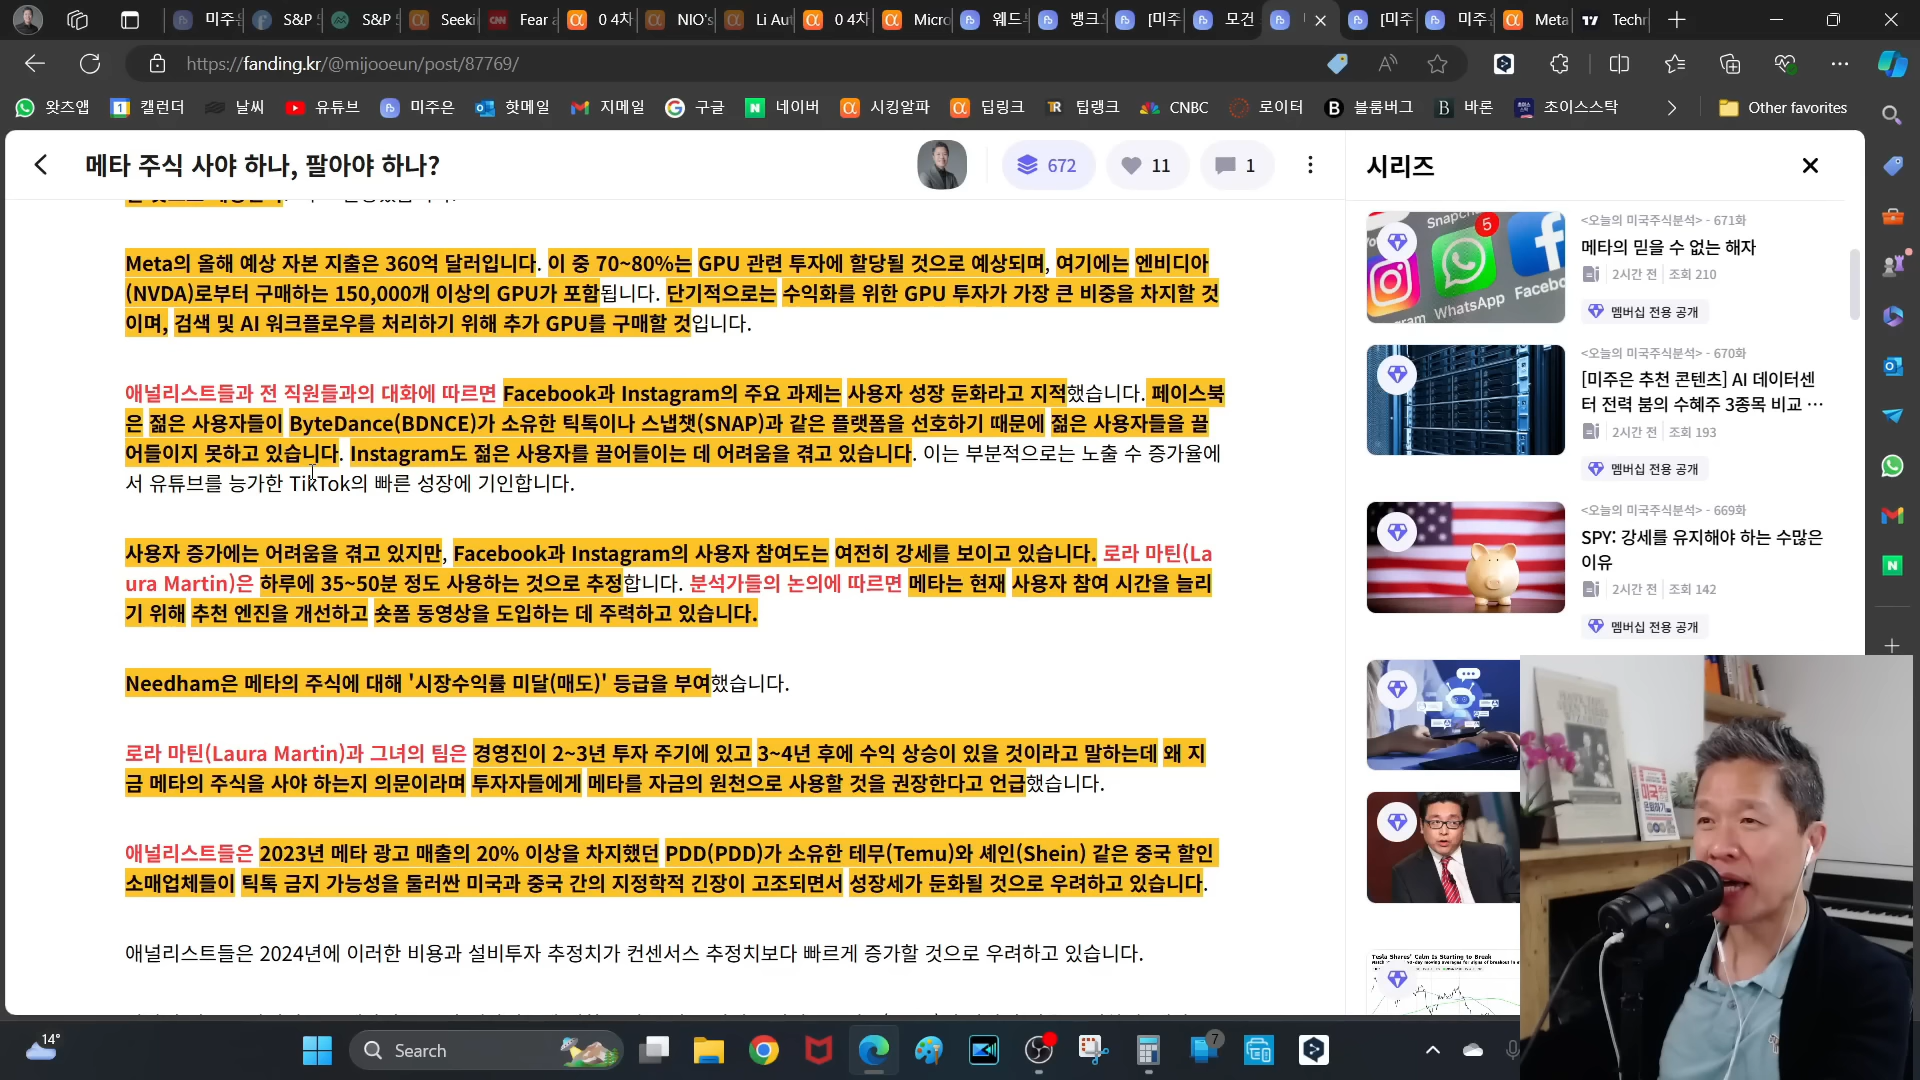 미주은
S&P 5
S&P 5
Seeki
Fear a
0 4차
NIO's
Li Aut
0 4차
Micro
웨드
뱅크
[미주
모건
[미주
미주
Meta
Techn
https://fanding.kr/@mijooeun/post/87769/
왓츠앱
캘린더
날씨
유튜브
미주은
핫메일
지메일
구글
네이버
시킹알파
딥링크
팁랭크
CNBC
로이터
블룸버그
바론
초이스스탁
Other favorites
메타 주식 사야 하나, 팔아야 하나?
672
11
1
Meta의 올해 예상 자본 지출은 360억 달러입니다. 이 중 70~80%는 GPU 관련 투자에 할당될 것으로 예상되며, 여기에는 엔비디아
(NVDA)로부터 구매하는 150,000개 이상의 GPU가 포함됩니다. 단기적으로는 수익화를 위한 GPU 투자가 가장 큰 비중을 차지할 것
이며, 검색 및 AI 워크플로우를 처리하기 위해 추가 GPU를 구매할 것입니다.
애널리스트들과 전 직원들과의 대화에 따르면 Facebook과 Instagram의 주요 과제는 사용자 성장 둔화라고 지적했습니다. 페이스북
은 젊은 사용자들이 ByteDance(BDNCE)가 소유한 틱톡이나 스냅챗(SNAP)과 같은 플랫폼을 선호하기 때문에 젊은 사용자들을 끌
어들이지 못하고 있습니다. Instagram도 젊은 사용자를 끌어들이는 데 어려움을 겪고 있습니다. 이는 부분적으로는 노출 수 증가율에
서 유튜브를 능가한 TikTok의 빠른 성장에 기인합니다.
사용자 증가에는 어려움을 겪고 있지만, Facebook과 Instagram의 사용자 참여도는 여전히 강세를 보이고 있습니다. 로라 마틴(La
ura Martin)은 하루에 35~50분 정도 사용하는 것으로 추정합니다. 분석가들의 논의에 따르면 메타는 현재 사용자 참여 시간을 늘리
기 위해 추천 엔진을 개선하고 숏폼 동영상을 도입하는 데 주력하고 있습니다.
Needham은 메타의 주식에 대해 '시장수익률 미달(매도)' 등급을 부여했습니다.
로라 마틴(Laura Martin)과 그녀의 팀은 경영진이 2~3년 투자 주기에 있고 3~4년 후에 수익 상승이 있을 것이라고 말하는데 왜 지
금 메타의 주식을 사야 하는지 의문이라며 투자자들에게 메타를 자금의 원천으로 사용할 것을 권장한다고 언급했습니다.
애널리스트들은 2023년 메타 광고 매출의 20% 이상을 차지했던 PDD(PDD)가 소유한 테무(Temu)와 셰인(Shein) 같은 중국 할인
소매업체들이 틱톡 금지 가능성을 둘러싼 미국과 중국 간의 지정학적 긴장이 고조되면서 성장세가 둔화될 것으로 우려하고 있습니다.
애널리스트들은 2024년에 이러한 비용과 설비투자 추정치가 컨센서스 추정치보다 빠르게 증가할 것으로 우려하고 있습니다.
시리즈
Snapch
5
WhatsApp
Facebo
<오늘의 미국주식분석> - 671화
메타의 믿을 수 없는 해자
2시간 전 | 조회 210
멤버십 전용 공개
<오늘의 미국주식분석> - 670화
[미주은 추천 콘텐츠] AI 데이터센
터 전력 붐의 수혜주 3종목 비교 …
2시간 전 | 조회 193
멤버십 전용 공개
<오늘의 미국주식분석> - 669화
SPY: 강세를 유지해야 하는 수많은
이유
2시간 전 | 조회 142
멤버십 전용 공개
Tesla Shares' Calm Is Starting to Break
14°
Search
7